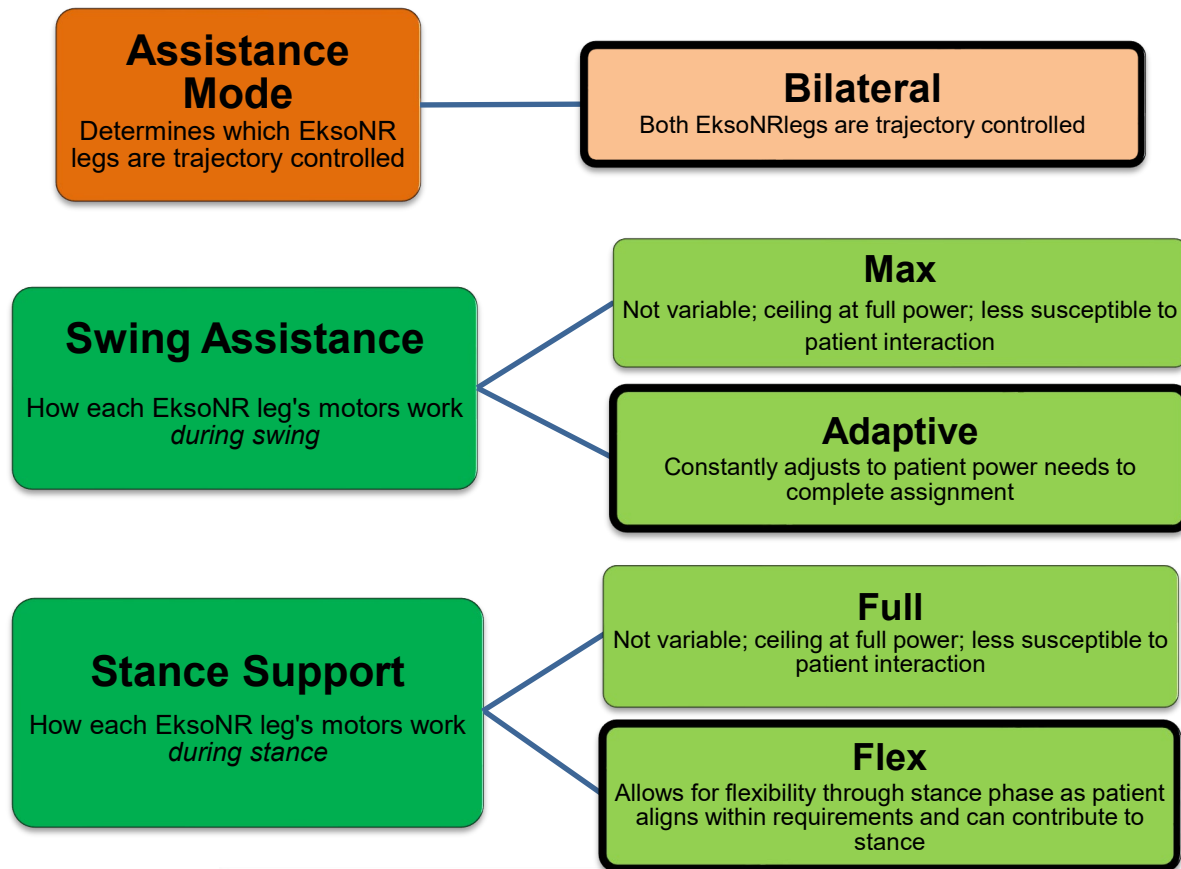 Assistance
Mode
Determines which EksoNR
legs are trajectory controlled
Bilateral
Both EksoNRlegs are trajectory controlled
Swing Assistance
How each EksoNR leg's motors work
during swing
Max
Not variable; ceiling at full power; less susceptible to
patient interaction
Adaptive
Constantly adjusts to patient power needs to
complete assignment
Stance Support
How each EksoNR leg's motors work
during stance
Full
Not variable; ceiling at full power; less susceptible to
patient interaction
Flex
Allows for flexibility through stance phase as patient
aligns within requirements and can contribute to
stance